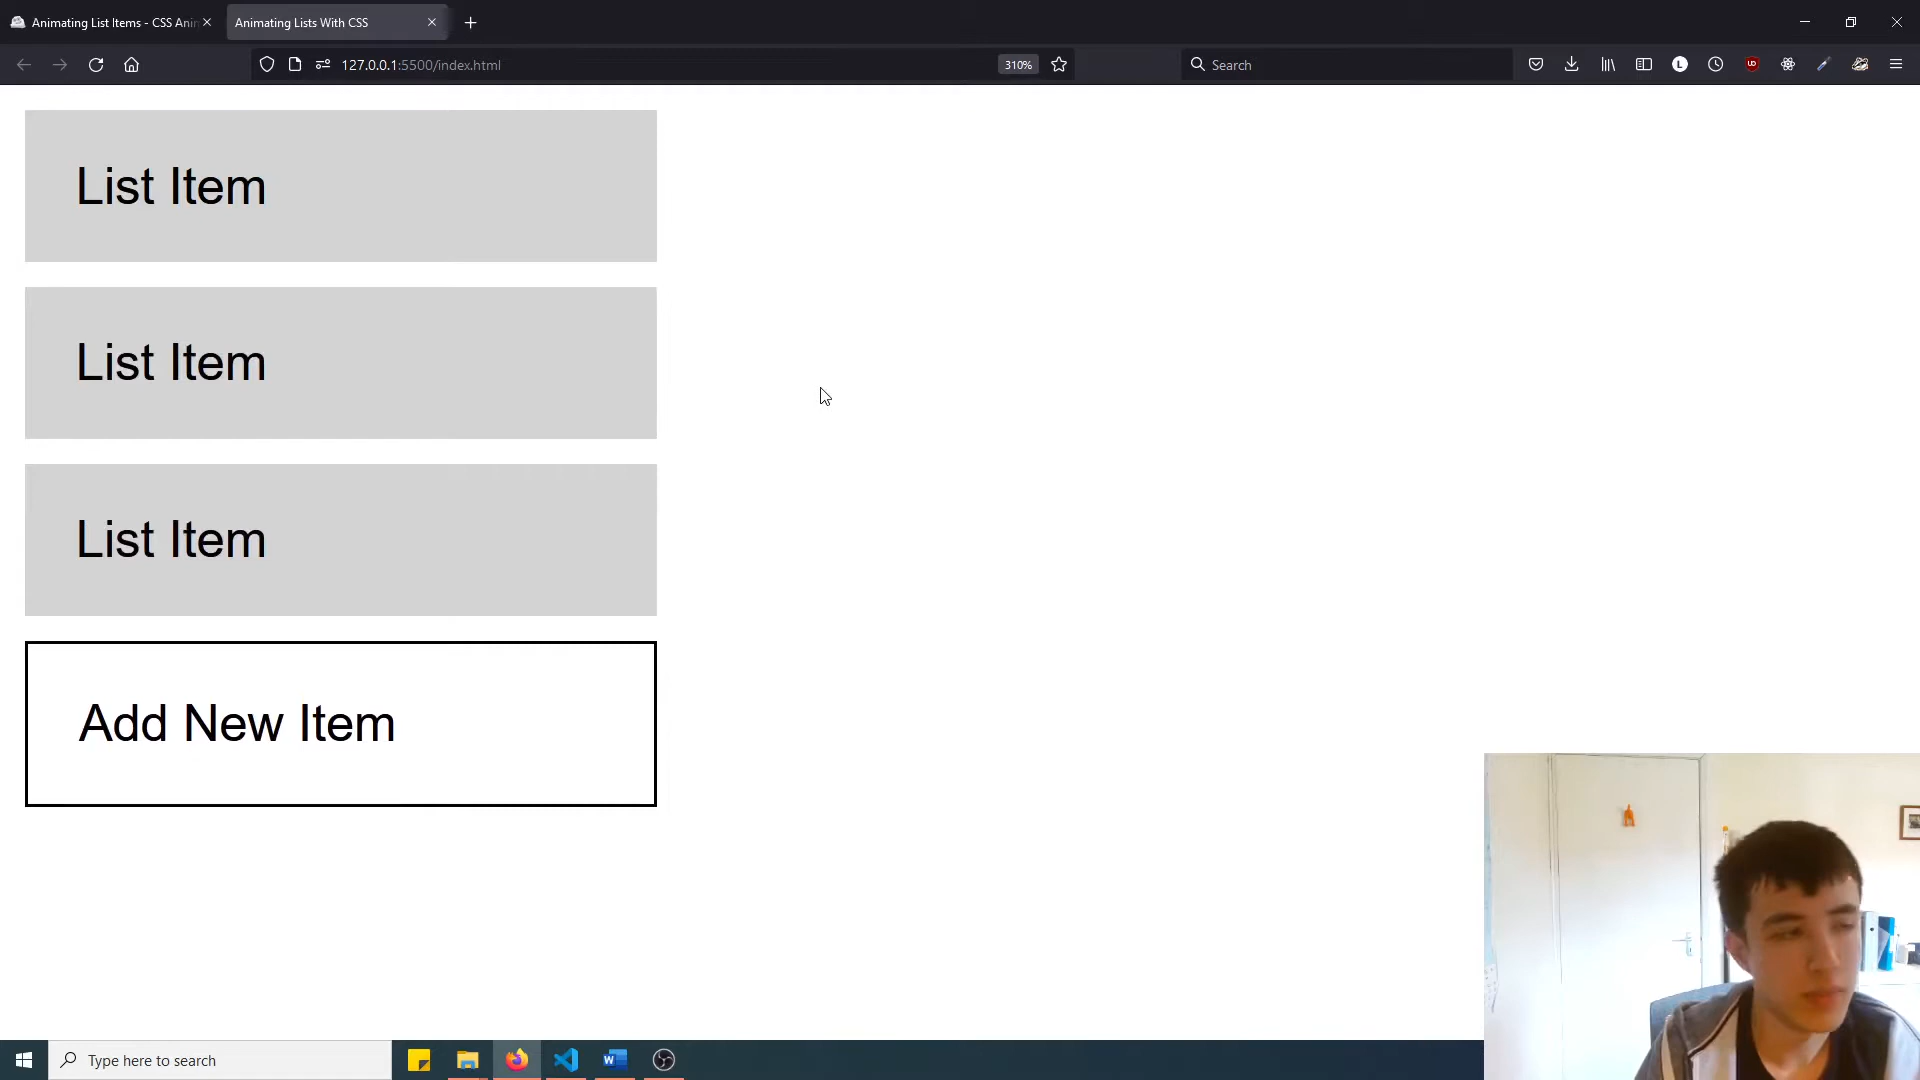 Animating List Items - CSS Ani
Animating Lists With CSS
127.0.0.1:5500/index.html
310%
Search
L
List Item
List Item
List Item
Add New Item
Type here to search